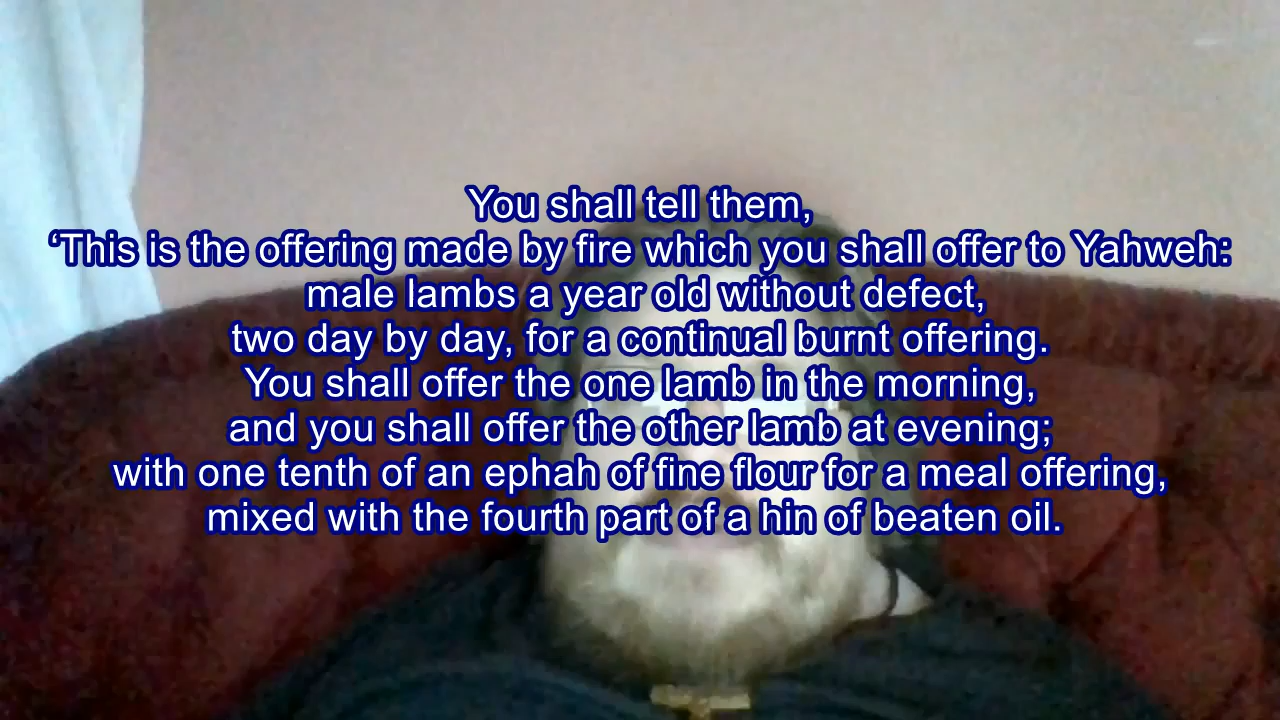 You shall tell them,
‘This is the offering made by fire which you shall offer to Yahweh:
male lambs a year old without defect,
two day by day, for a continual burnt offering.
You shall offer the one lamb in the morning,
and you shall offer the other lamb at evening;
with one tenth of an ephah of fine flour for a meal offering,
mixed with the fourth part of a hin of beaten oil.